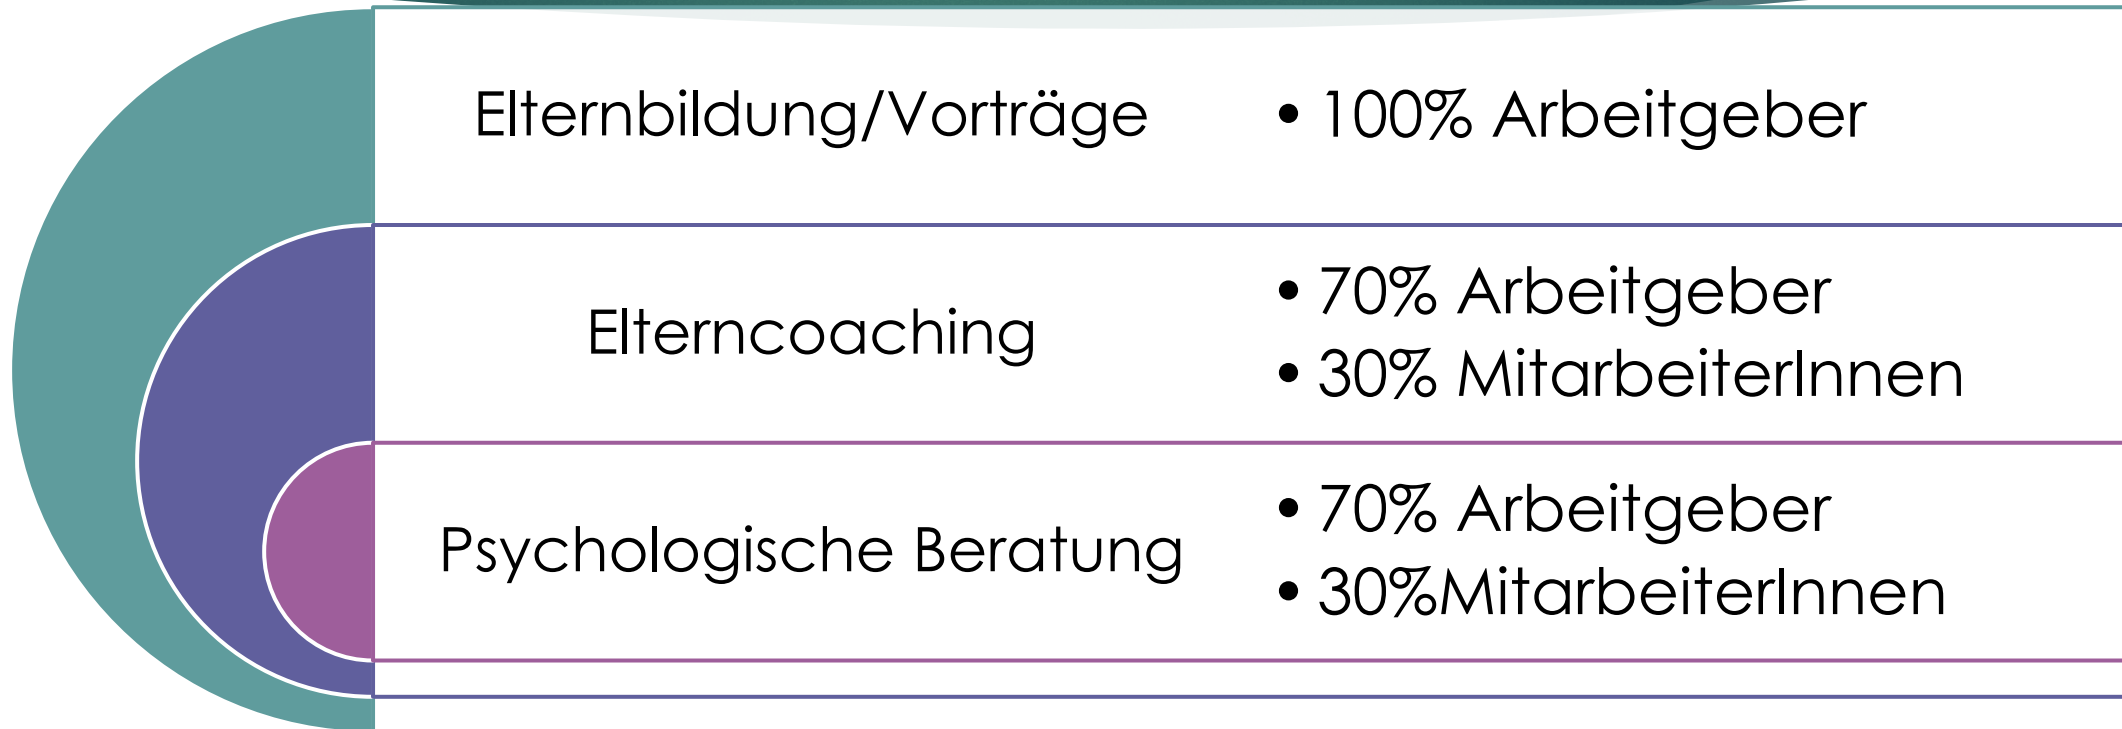 Elternbildung/Vorträge
• 100% Arbeitgeber
Elterncoaching
• 70% Arbeitgeber
• 30% MitarbeiterInnen
Psychologische Beratung
• 70% Arbeitgeber
• 30%MitarbeiterInnen